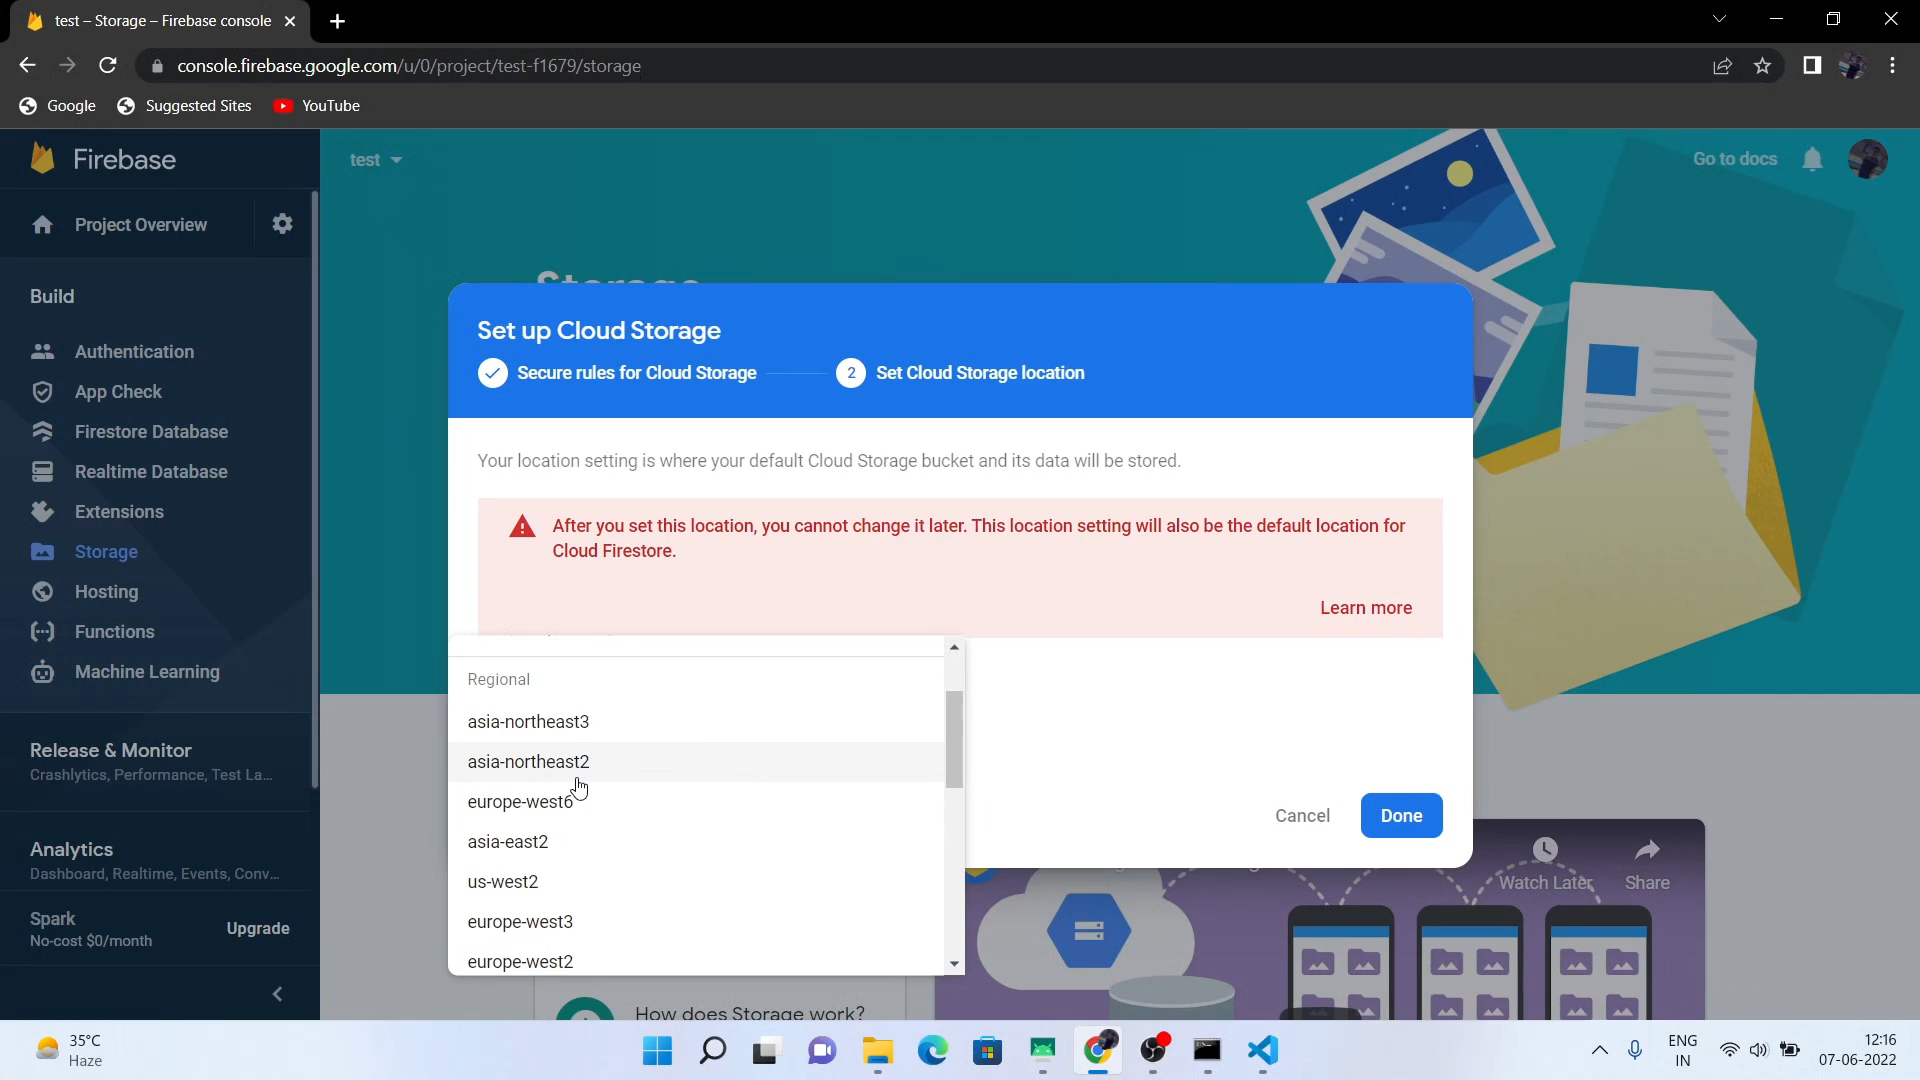 test – Storage – Firebase console
console.firebase.google.com/u/0/project/test-f1679/storage
Google
Suggested Sites
YouTube
Firebase
test
Go to docs
Project Overview
Storage
Build
Authentication
App Check
Firestore Database
Realtime Database
Extensions
Storage
Hosting
Functions
Machine Learning
Release & Monitor
Crashlytics, Performance, Test La...
Analytics
Dashboard, Realtime, Events, Conv...
Spark
No-cost $0/month
Upgrade
Set up Cloud Storage
Secure rules for Cloud Storage
2 Set Cloud Storage location
Your location setting is where your default Cloud Storage bucket and its data will be stored.
After you set this location, you cannot change it later. This location setting will also be the default location for
Cloud Firestore.
Learn more
Regional
asia-northeast3
asia-northeast2
europe-west6
asia-east2
us-west2
europe-west3
europe-west2
Cancel
Done
Watch Later
Share
How does Storage work?
35°C
Haze
ENG
IN
12:16
07-06-2022